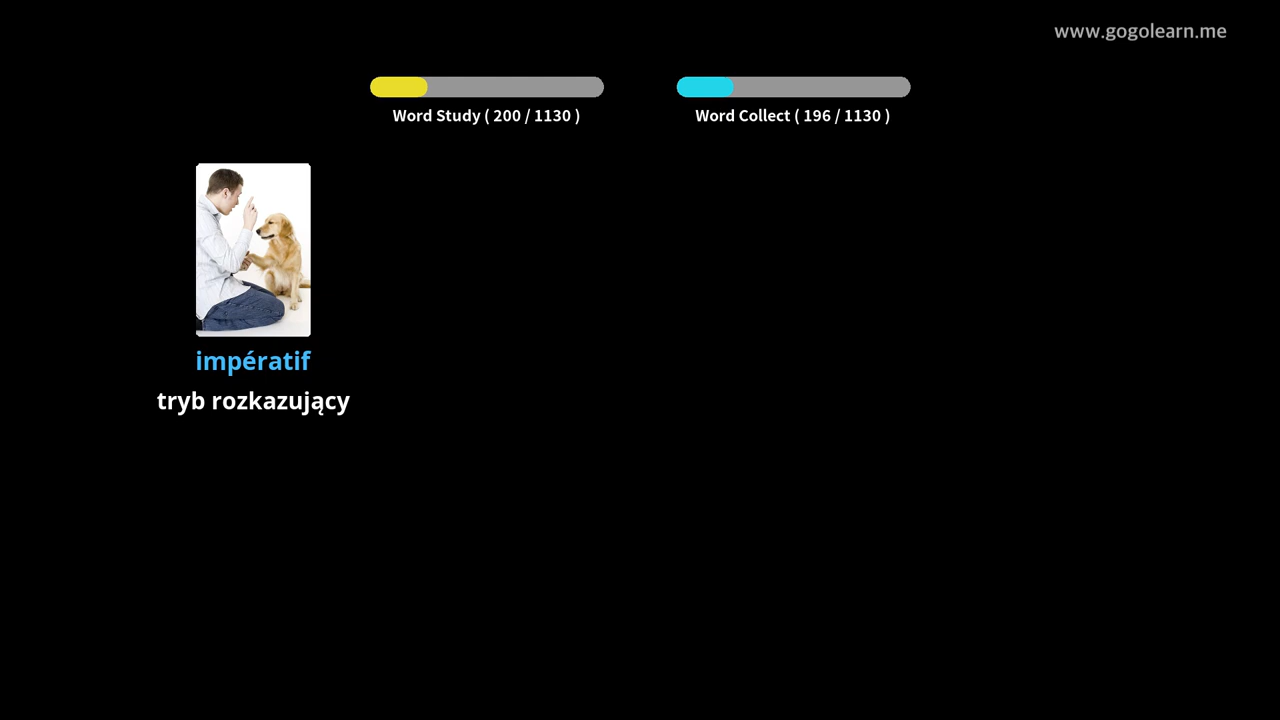 www.gogolearn.me
Word Study ( 200 / 1130 )
Word Collect ( 196 / 1130 )
impératif
tryb rozkazujący